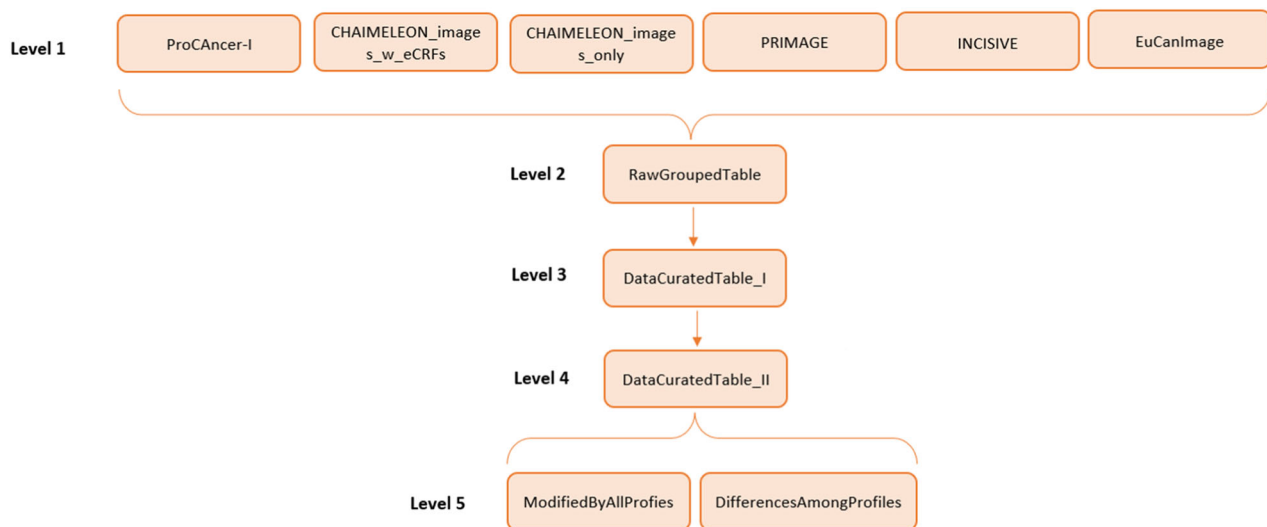 Level 1
ProCAncer-I
CHAIMELEON_image
s_w_eCRFs
CHAIMELEON_image
s_only
PRIMAGE
INCISIVE
EuCanImage
Level 2
RawGroupedTable
Level 3
DataCuratedTable_I
Level 4
DataCuratedTable_II
Level 5
ModifiedByAllProfies
DifferencesAmongProfiles